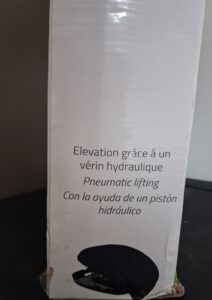 Elevation grâce à un
vérin hydraulique
Pneumatic lifting
Con la ayuda de un pistón
hidráulico